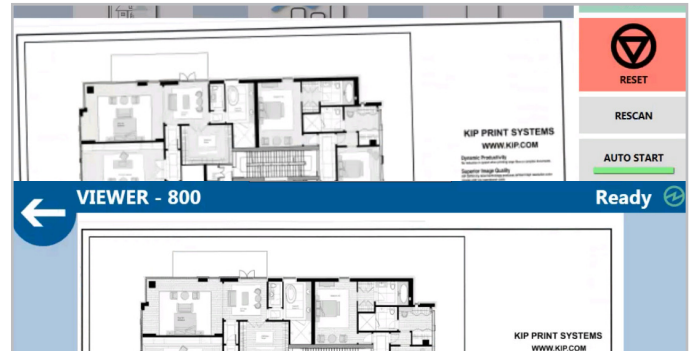 RESET
RESCAN
KIP PRINT SYSTEMS
WWW.KIP.COM
AUTO START
Dynamic Productivity
Superior Image Quality
VIEWER - 800
Ready
KIP PRINT SYSTEMS
WWW.KIP.COM